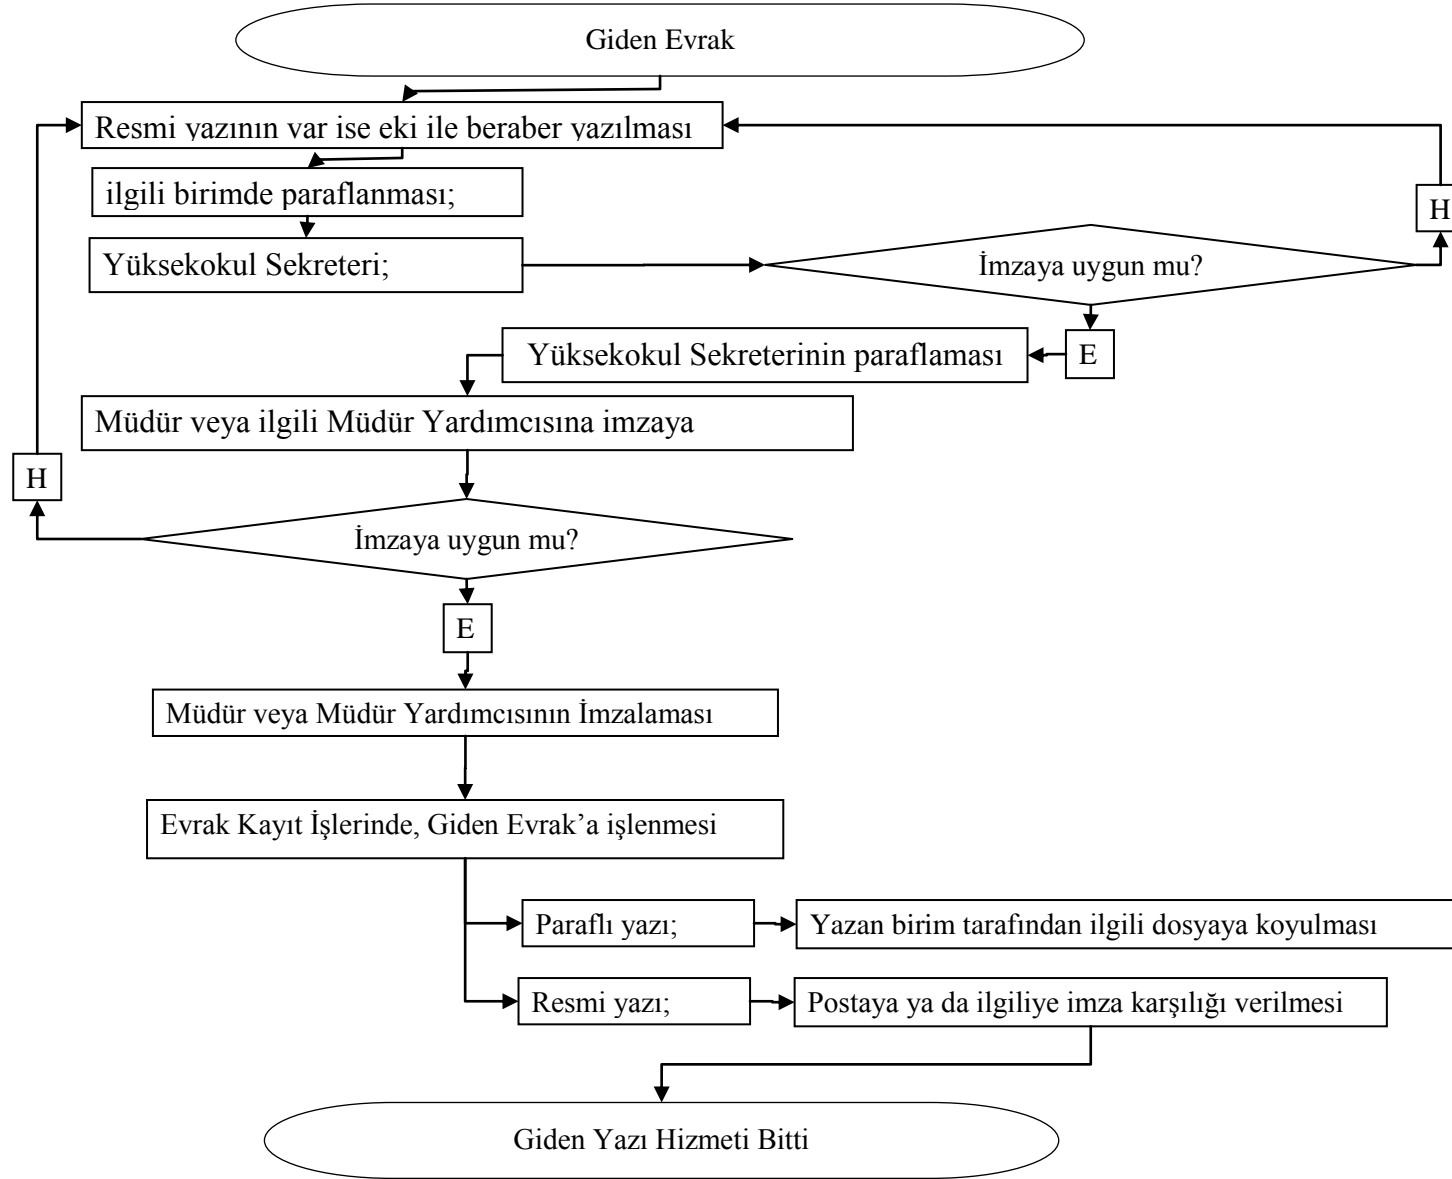 Giden Evrak
Resmi yazının var ise eki ile beraber yazılması
ilgili birimde paraflanması;
H
Yüksekokul Sekreteri;
İmzaya uygun mu?
Yüksekokul Sekreterinin paraflaması
E
Müdür veya ilgili Müdür Yardımcısına imzaya
H
İmzaya uygun mu?
E
Müdür veya Müdür Yardımcısının İmzalaması
Evrak Kayıt İşlerinde, Giden Evrak’a işlenmesi
Paraflı yazı;
Yazan birim tarafından ilgili dosyaya koyulması
Resmi yazı;
Postaya ya da ilgiliye imza karşılığı verilmesi
Giden Yazı Hizmeti Bitti